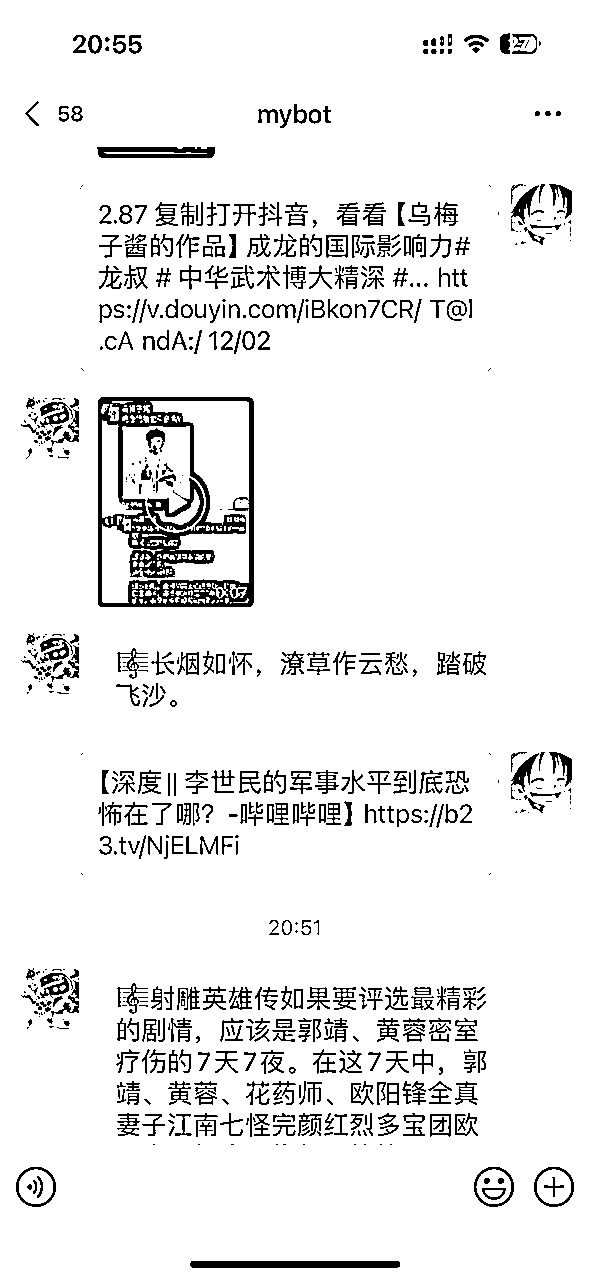 20:55
27
58
mybot
2.87 复制打开抖音，看看【乌梅
子酱的作品】成龙的国际影响力#
龙叔 # 中华武术博大精深 #... htt
ps://v.douyin.com/iBkon7CR/ T@l
.cA ndA:/ 12/02
0:07
🎼长烟如怀，潦草作云愁，踏破
飞沙。
【深度|| 李世民的军事水平到底恐
怖在了哪？-哔哩哔哩】https://b2
3.tv/NjELMFi
20:51
🎼射雕英雄传如果要评选最精彩
的剧情，应该是郭靖、黄蓉密室
疗伤的7天7夜。在这7天中，郭
靖、黄蓉、花药师、欧阳锋全真
妻子江南七怪完颜红烈多宝团欧